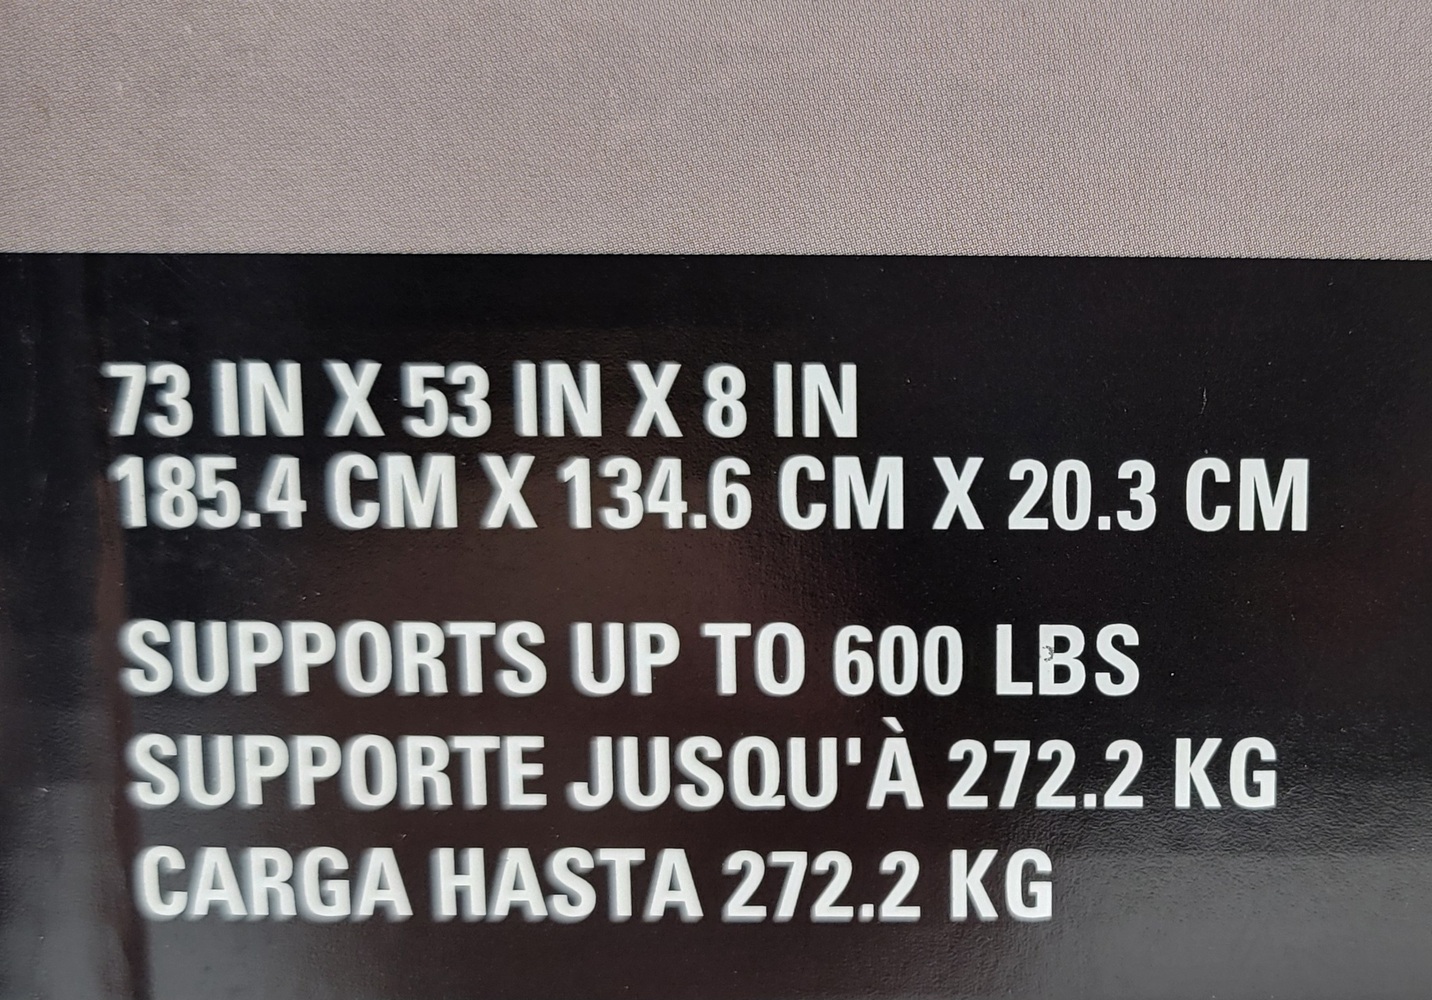 73 IN X 53 IN X 8 IN
185.4 CM X 134.6 CM X 20.3 CM
SUPPORTS UP TO 600 LBS
SUPPORTE JUSQU'À 272.2 KG
CARGA HASTA 272.2 KG